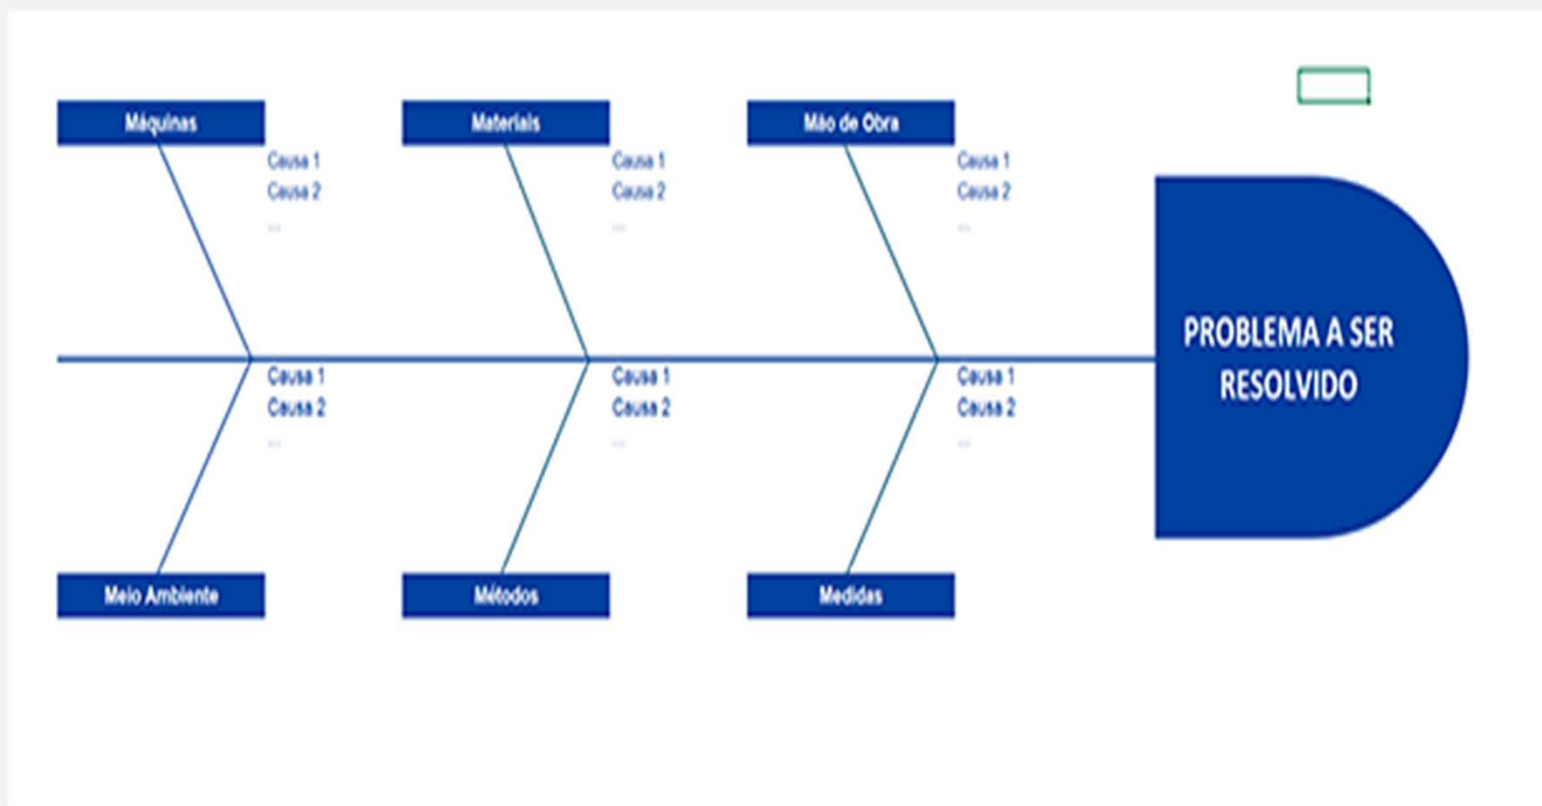 Máquinas
Causa 1
Causa 2
...
Materiais
Causa 1
Causa 2
...
Mão de Obra
Causa 1
Causa 2
...
PROBLEMA A SER
RESOLVIDO
Causa 1
Causa 2
...
Meio Ambiente
Causa 1
Causa 2
...
Métodos
Causa 1
Causa 2
...
Medidas